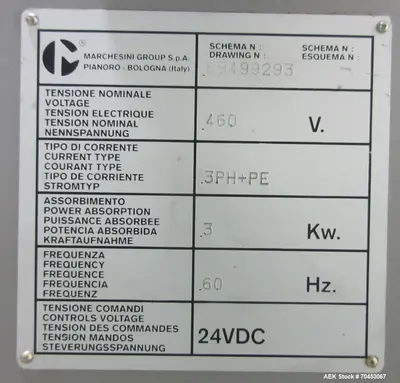 MARCHESINI GROUP S.p.A.
PIANORO - BOLOGNA (Italy)
SCHEMA N : SCHEMA N :
DRAWING N : ESQUEMA N :
TENSIONE NOMINALE
VOLTAGE
TENSION ELECTRIQUE
TENSION NOMINAL
NENNSPANNUNG
460 V.
TIPO DI CORRENTE
CURRENT TYPE
COURANT TYPE
TIPO DE CORRIENTE
STROMTYP
3PH+PE
ASSORBIMENTO
POWER ABSORPTION
PUISSANCE ABSORBEE
POTENCIA ABSORBIDA
KRAFTAUFNAHME
3 Kw.
FREQUENZA
FREQUENCY
FREQUENCE
FRECUENCIA
FREQUENZ
60 Hz.
TENSIONE COMANDI
CONTROLS VOLTAGE
TENSION DES COMMANDES
TENSION MANDOS
STEVERUNGSSPANNUNG
24VDC
AEK Stock # 70453067